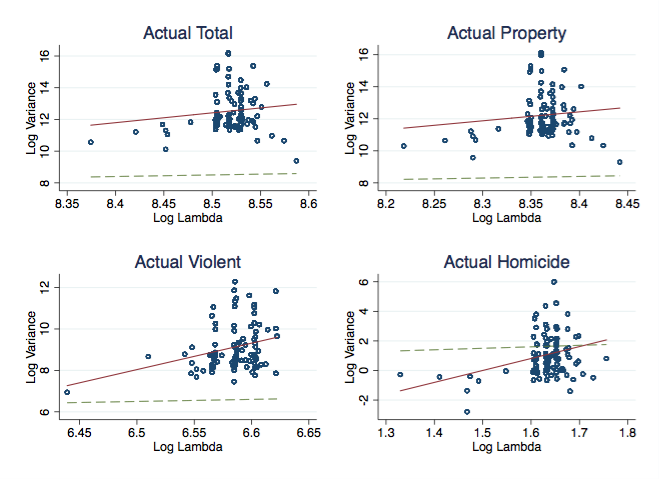 Actual Total
Log Variance
16
14
12
10
8
8.35 8.4 8.45 8.5 8.55 8.6
Log Lambda
Actual Property
Log Variance
16
14
12
10
8
8.2 8.25 8.3 8.35 8.4 8.45
Log Lambda
Actual Violent
Log Variance
12
10
8
6
6.45 6.5 6.55 6.6 6.65
Log Lambda
Actual Homicide
Log Variance
6
4
2
0
-2
1.3 1.4 1.5 1.6 1.7 1.8
Log Lambda